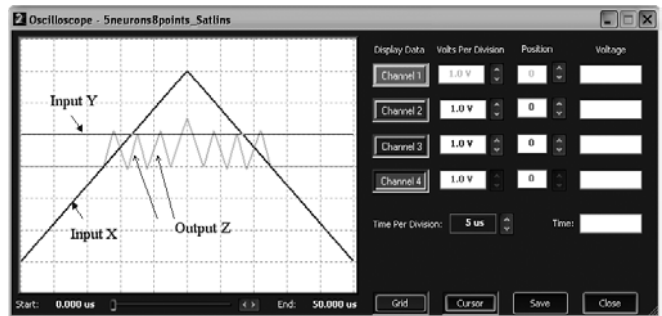 Oscilloscope - 5neurons8points_Satlins
Display Data Volts Per Division Position Voltage
Channel 1 1.0 V 0
Channel 2 1.0 V 0
Channel 3 1.0 V 0
Channel 4 1.0 V 0
Input Y
Input X
Output Z
Time Per Division: 5 us Time:
Start: 0.000 us End: 50.000 us
Grid Cursor Save Close